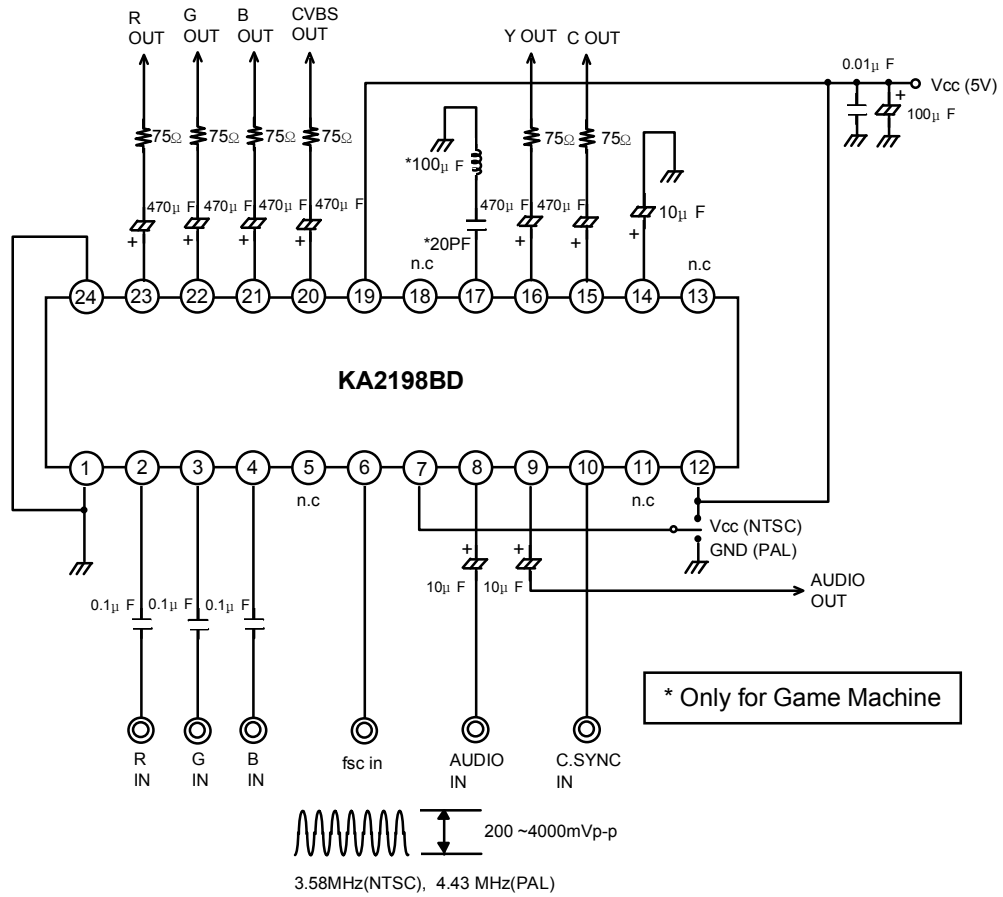 R OUT
G OUT
B OUT
CVBS OUT
Y OUT
C OUT
0.01μ F
+
Vcc (5V)
100μ F
75Ω
75Ω
75Ω
75Ω
*100μ F
75Ω
75Ω
470μ F
470μ F
470μ F
470μ F
*20PF
470μ F
470μ F
10μ F
+
+
+
+
+
+
+
n.c
n.c
24
23
22
21
20
19
18
17
16
15
14
13
KA2198BD
1
2
3
4
5
6
7
8
9
10
11
12
n.c
n.c
Vcc (NTSC)
GND (PAL)
+
+
10μ F
10μ F
AUDIO OUT
0.1μ F
0.1μ F
0.1μ F
* Only for Game Machine
R IN
G IN
B IN
fsc in
AUDIO IN
C.SYNC IN
200 ~4000mVp-p
3.58MHz(NTSC), 4.43 MHz(PAL)